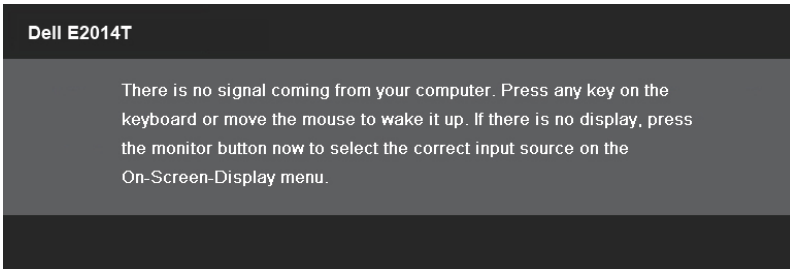 Dell E2014T
There is no signal coming from your computer. Press any key on the
keyboard or move the mouse to wake it up. If there is no display, press
the monitor button now to select the correct input source on the
On-Screen-Display menu.